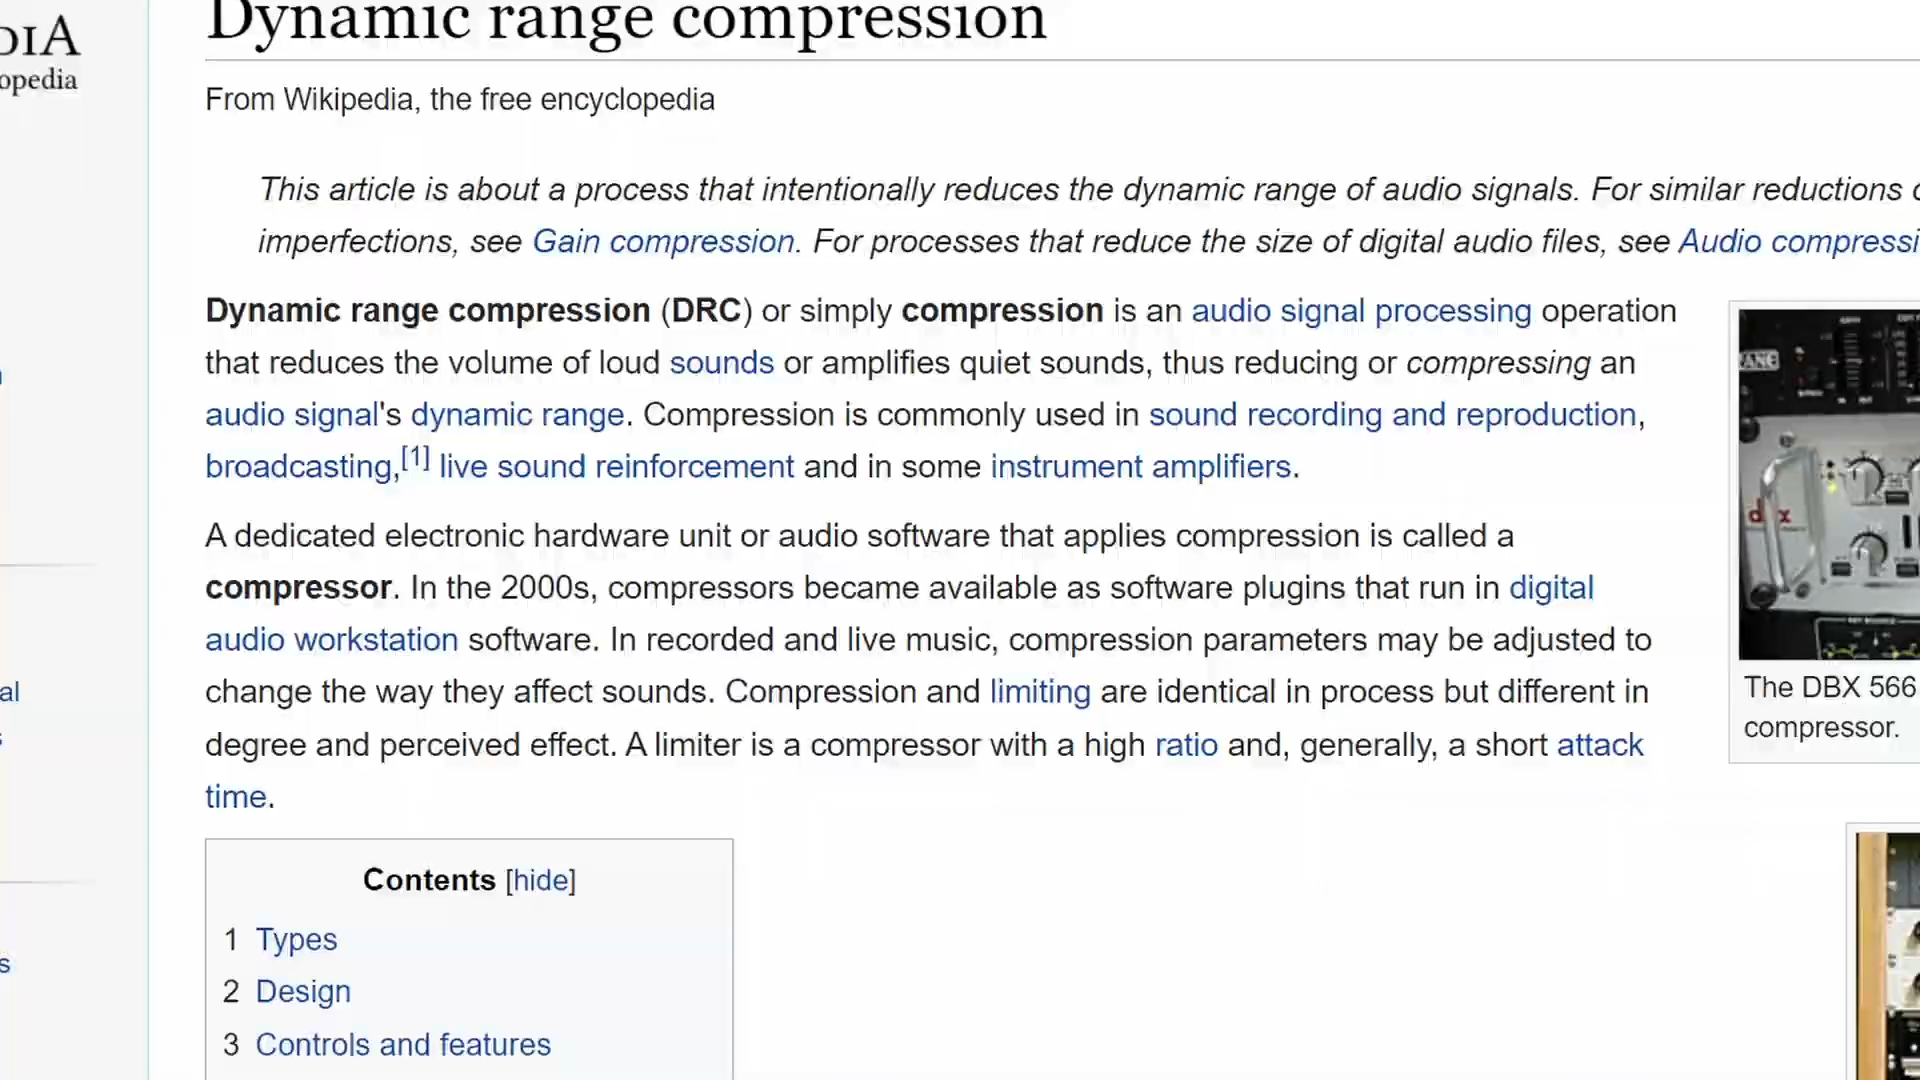 Dynamic range compression
DIA
opedia
From Wikipedia, the free encyclopedia
This article is about a process that intentionally reduces the dynamic range of audio signals. For similar reductions
imperfections, see Gain compression. For processes that reduce the size of digital audio files, see Audio compressi
Dynamic range compression (DRC) or simply compression is an audio signal processing operation
that reduces the volume of loud sounds or amplifies quiet sounds, thus reducing or compressing an
audio signal's dynamic range. Compression is commonly used in sound recording and reproduction,
broadcasting,[1] live sound reinforcement and in some instrument amplifiers.
A dedicated electronic hardware unit or audio software that applies compression is called a
compressor. In the 2000s, compressors became available as software plugins that run in digital
audio workstation software. In recorded and live music, compression parameters may be adjusted to
change the way they affect sounds. Compression and limiting are identical in process but different in
degree and perceived effect. A limiter is a compressor with a high ratio and, generally, a short attack
time.
al
s
dbx
The DBX 566
compressor.
Contents [hide]
1 Types
2 Design
3 Controls and features